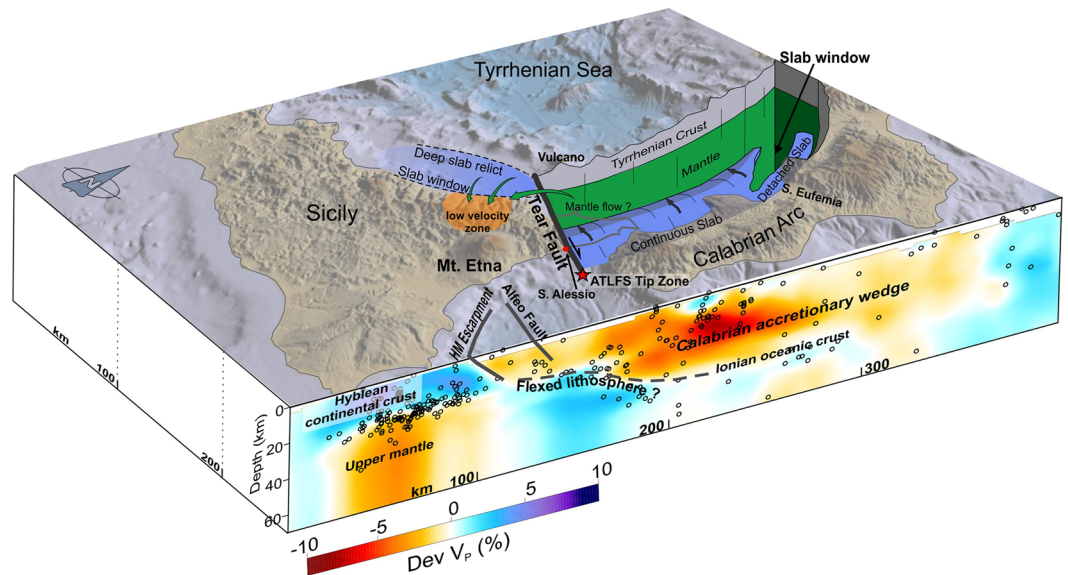 Tyrrhenian Sea
Slab window
Vulcano
Tyrrhenian Crust
Mantle
Detached Slab
Deep slab relict
Slab window
S. Eufemia
Sicily
low velocity
zone
Mantle flow ?
Tear Fault
Continuous Slab
Calabrian Arc
Mt. Etna
ATLFS Tip Zone
S. Alessio
HM Escarpment
Alfeo Fault
Calabrian accretionary wedge
Ionian oceanic crust
Flexed lithosphere ?
Hyblean
continental crust
Upper mantle
km
100
200
Depth (km)
0
20
40
60
km
100
200
300
-10
-5
0
5
10
Dev VP (%)
N